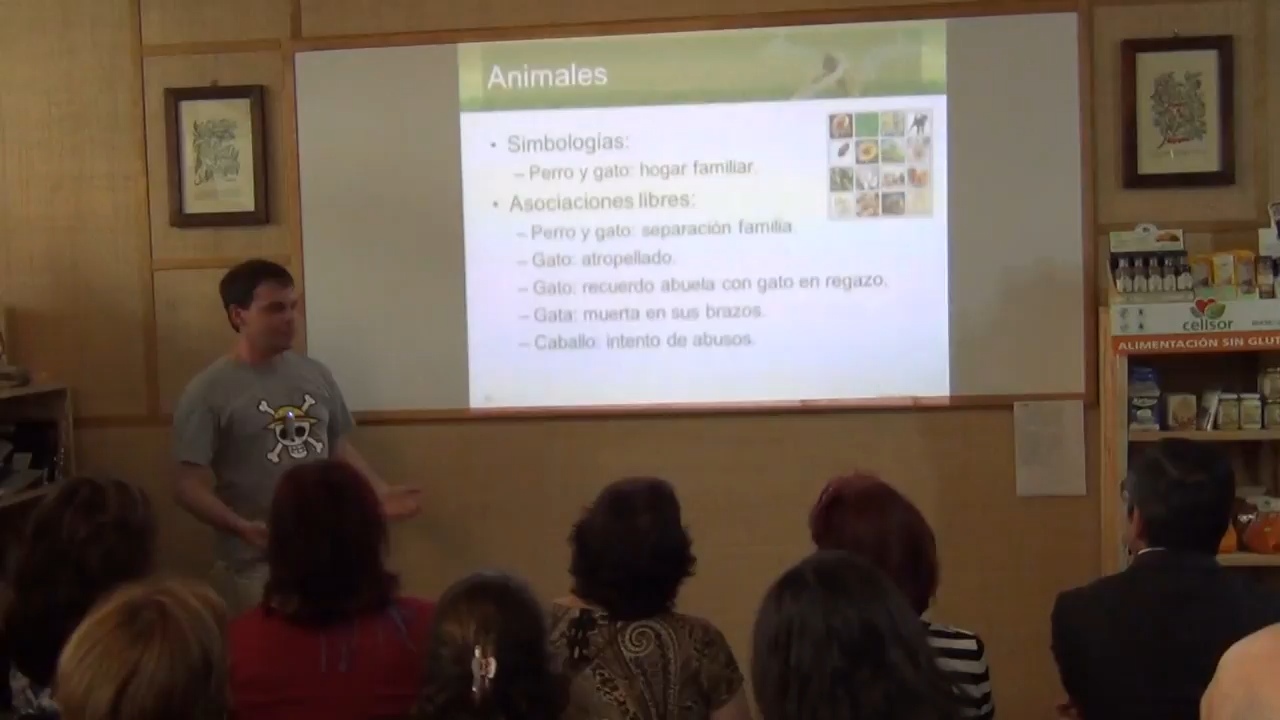 Animales
• Simbologías:
– Perro y gato: hogar familiar.
• Asociaciones libres:
– Perro y gato: separación familia.
– Gato: atropellado.
– Gato: recuerdo abuela con gato en regazo.
– Gata: muerta en sus brazos.
– Caballo: intento de abusos.
celisor
ALIMENTACIÓN SIN GLUT